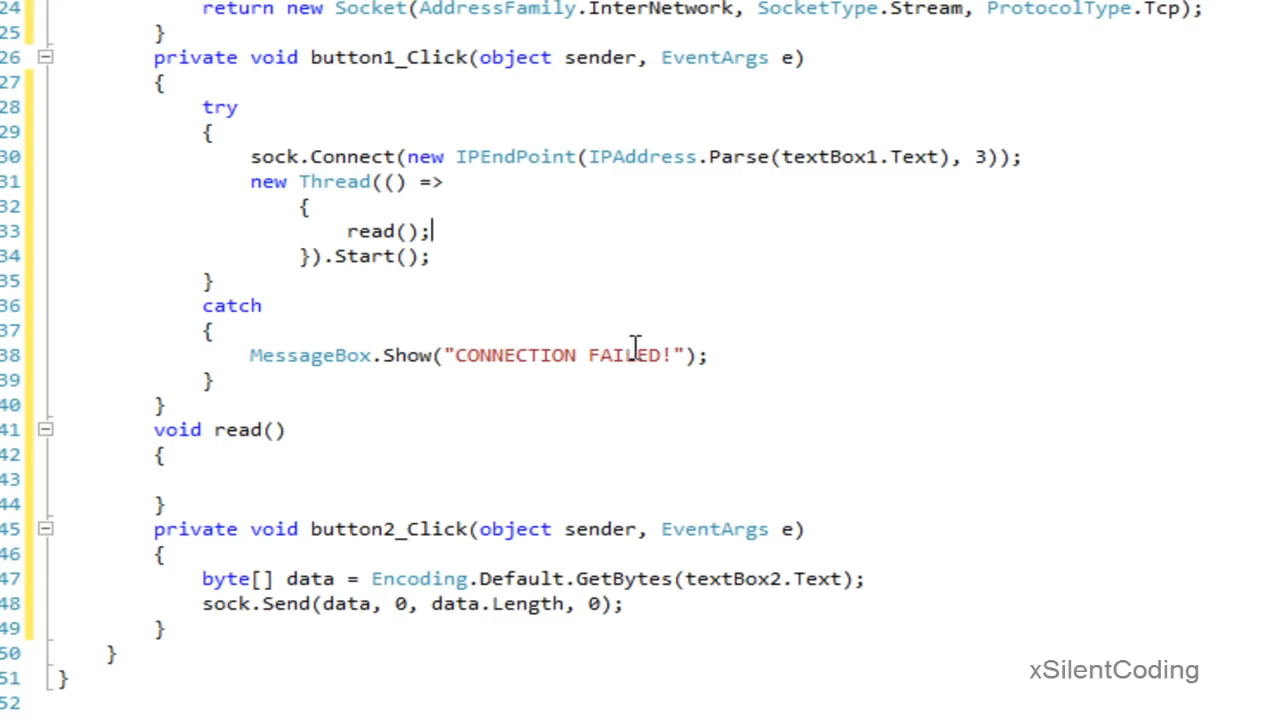 24 return new Socket(AddressFamily.InterNetwork, SocketType.Stream, ProtocolType.Tcp);
25 }
26 private void button1_Click(object sender, EventArgs e)
27 {
28 try
29 {
30 sock.Connect(new IPEndPoint(IPAddress.Parse(textBox1.Text), 3));
31 new Thread(() =>
32 {
33 read();
34 }).Start();
35 }
36 catch
37 {
38 MessageBox.Show("CONNECTION FAILED!");
39 }
40 }
41 void read()
42 {
43
44 }
45 private void button2_Click(object sender, EventArgs e)
46 {
47 byte[] data = Encoding.Default.GetBytes(textBox2.Text);
48 sock.Send(data, 0, data.Length, 0);
49 }
50 }
51 }
52
xSilentCoding